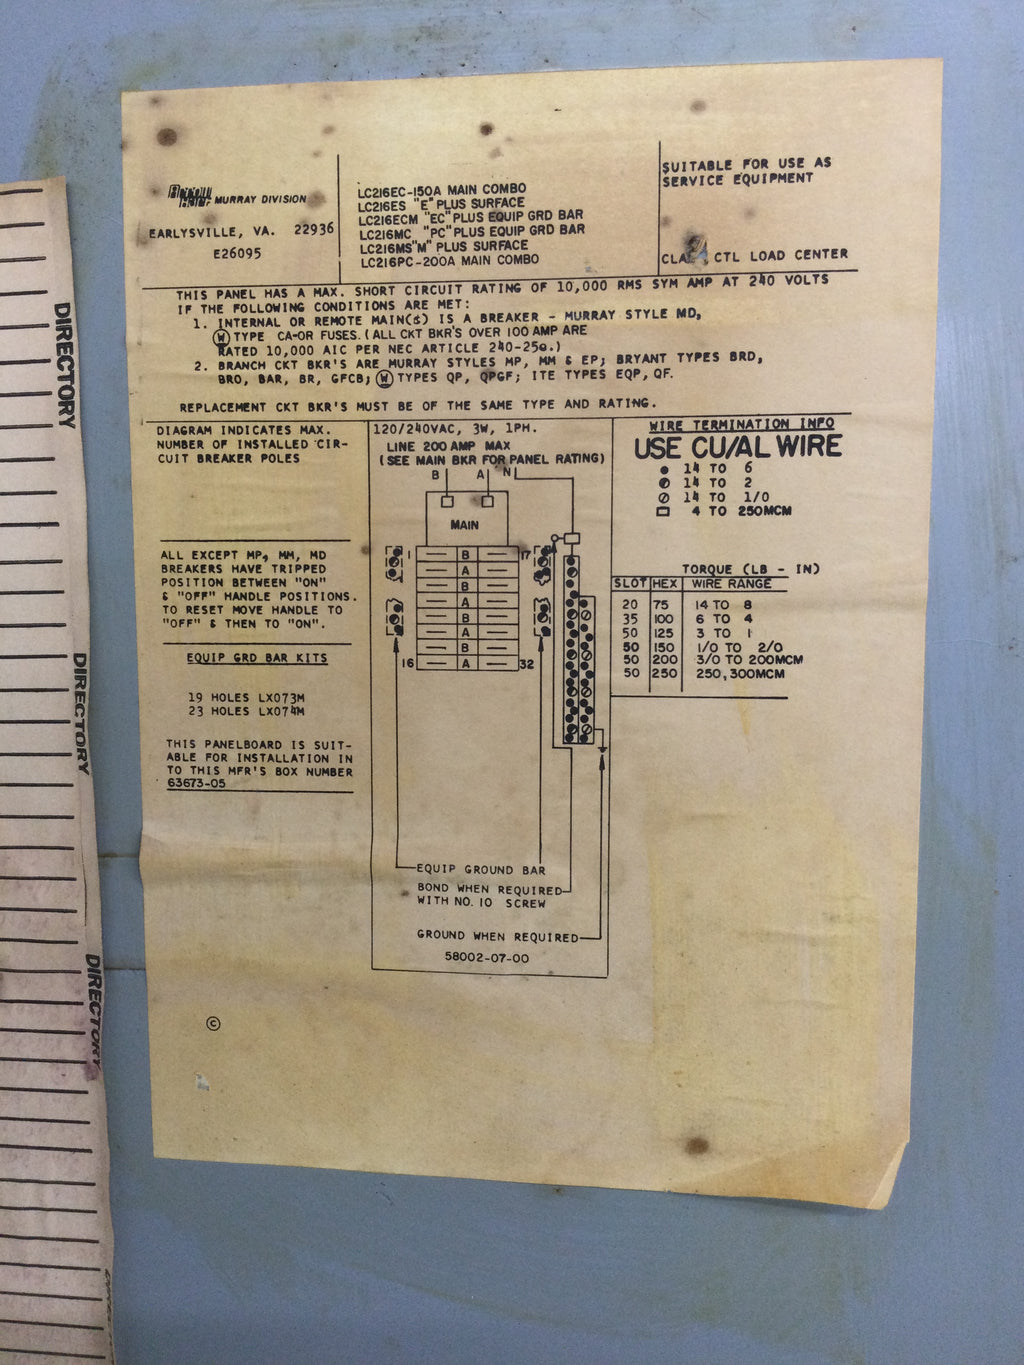 MURRAY DIVISION
EARLYSVILLE, VA. 22936
E26095
LC216EC-150A MAIN COMBO
LC216ES "E" PLUS SURFACE
LC216ECM "EC" PLUS EQUIP GRD BAR
LC216MC "PC" PLUS EQUIP GRD BAR
LC216MS "M" PLUS SURFACE
LC216PC-200A MAIN COMBO
SUITABLE FOR USE AS
SERVICE EQUIPMENT
CTL LOAD CENTER
THIS PANEL HAS A MAX. SHORT CIRCUIT RATING OF 10,000 RMS SYM AMP AT 240 VOLTS
IF THE FOLLOWING CONDITIONS ARE MET:
1. INTERNAL OR REMOTE MAIN(S) IS A BREAKER - MURRAY STYLE MD,
W TYPE CA-OR FUSES. (ALL CKT BKR'S OVER 100 AMP ARE
RATED 10,000 AIC PER NEC ARTICLE 240-250.)
2. BRANCH CKT BKR'S ARE MURRAY STYLES MP, MM & EP; BRYANT TYPES BRD,
BRO, BAR, BR, GFCB; W TYPES QP, QPGF; ITE TYPES EQP, QF.
REPLACEMENT CKT BKR'S MUST BE OF THE SAME TYPE AND RATING.
DIAGRAM INDICATES MAX.
NUMBER OF INSTALLED CIR-
CUIT BREAKER POLES
ALL EXCEPT MP, MM, MD
BREAKERS HAVE TRIPPED
POSITION BETWEEN "ON"
& "OFF" HANDLE POSITIONS.
TO RESET MOVE HANDLE TO
"OFF" & THEN TO "ON".
EQUIP GRD BAR KITS
19 HOLES LX073M
23 HOLES LX074M
THIS PANELBOARD IS SUIT-
ABLE FOR INSTALLATION IN
TO THIS MFR'S BOX NUMBER
63673-05
120/240VAC, 3W, 1PH.
LINE 200 AMP MAX
(SEE MAIN BKR FOR PANEL RATING)
B A N
MAIN
1 B 17
A
B
A
B
A
B
16 A 32
EQUIP GROUND BAR
BOND WHEN REQUIRED
WITH NO. 10 SCREW
GROUND WHEN REQUIRED
58002-07-00
WIRE TERMINATION INFO
USE CU/AL WIRE
14 TO 6
14 TO 2
14 TO 1/0
4 TO 250MCM
TORQUE (LB - IN)
SLOT HEX WIRE RANGE
20 75 14 TO 8
35 100 6 TO 4
50 125 3 TO 1
50 150 1/0 TO 2/0
50 200 3/0 TO 200MCM
50 250 250, 300MCM
©
DIRECTORY
DIRECTORY
DIRECTORY